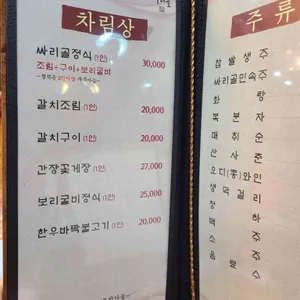 차림상
싸리골정식(1인) 30,000
조림+구이+보리굴비
갈치조림(1인) 20,000
갈치구이(1인) 20,000
간장꽃게장(1인) 27,000
보리굴비정식(1인) 25,000
한우바짝불고기(1인) 20,000
주류
찹쌀생주
싸리골민속주
화랑
복분자
매취순
산사춘
오디(뽕)와인
생막걸리
청하
맥주
소주
음료수